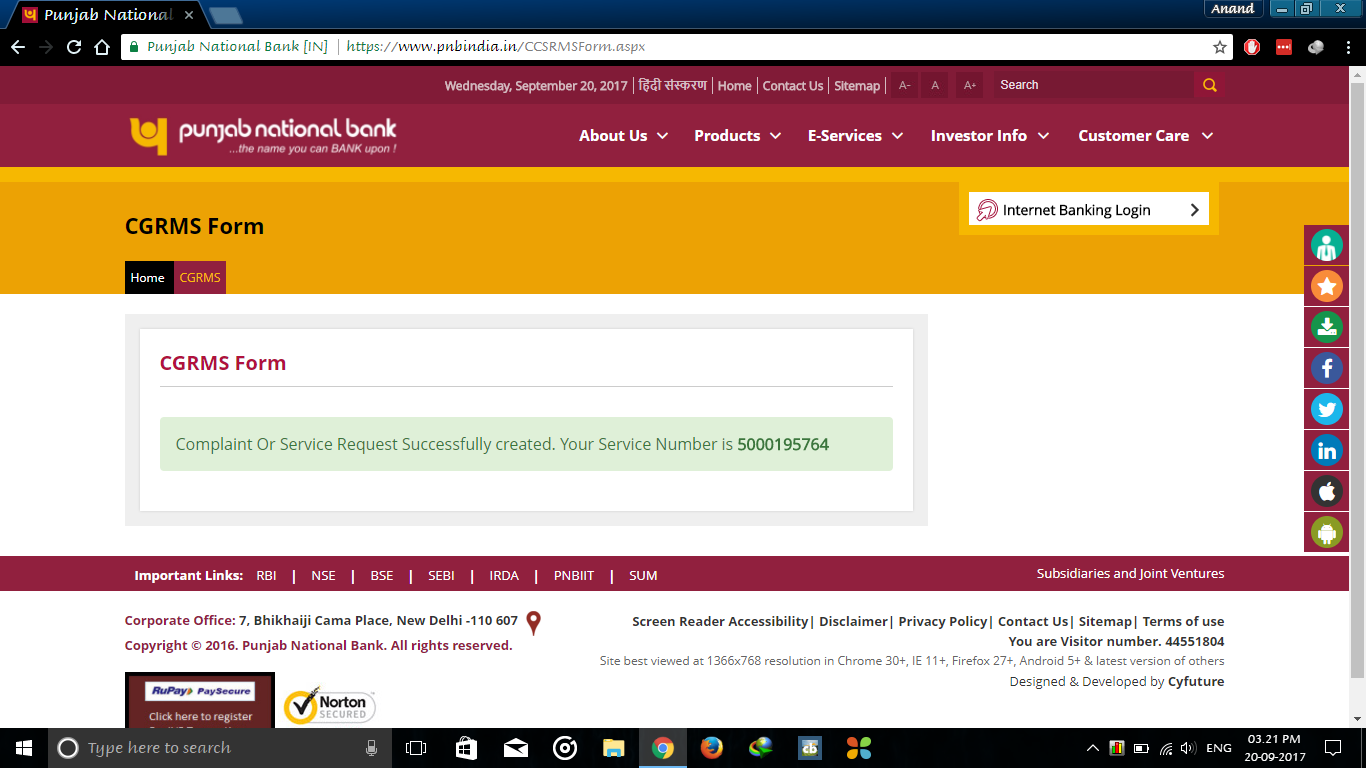 Punjab National
Anand
Punjab National Bank [IN] | https://www.pnbindia.in/CCSRMSForm.aspx
Wednesday, September 20, 2017 | हिंदी संस्करण | Home | Contact Us | Sitemap | A- A A+ Search
punjab national bank
...the name you can BANK upon !
About Us Products E-Services Investor Info Customer Care
Internet Banking Login
CGRMS Form
Home CGRMS
CGRMS Form
Complaint Or Service Request Successfully created. Your Service Number is 5000195764
Important Links: RBI | NSE | BSE | SEBI | IRDA | PNBIIT | SUM
Subsidiaries and Joint Ventures
Corporate Office: 7, Bhikhaiji Cama Place, New Delhi -110 607
Copyright © 2016. Punjab National Bank. All rights reserved.
Screen Reader Accessibility| Disclaimer| Privacy Policy| Contact Us| Sitemap| Terms of use
You are Visitor number. 44551804
Site best viewed at 1366x768 resolution in Chrome 30+, IE 11+, Firefox 27+, Android 5+ & latest version of others
Designed & Developed by Cyfuture
RuPay PaySecure
Click here to register
Nor
ton
SECURED
Type here to search
ENG
03.21 PM
20-09-2017